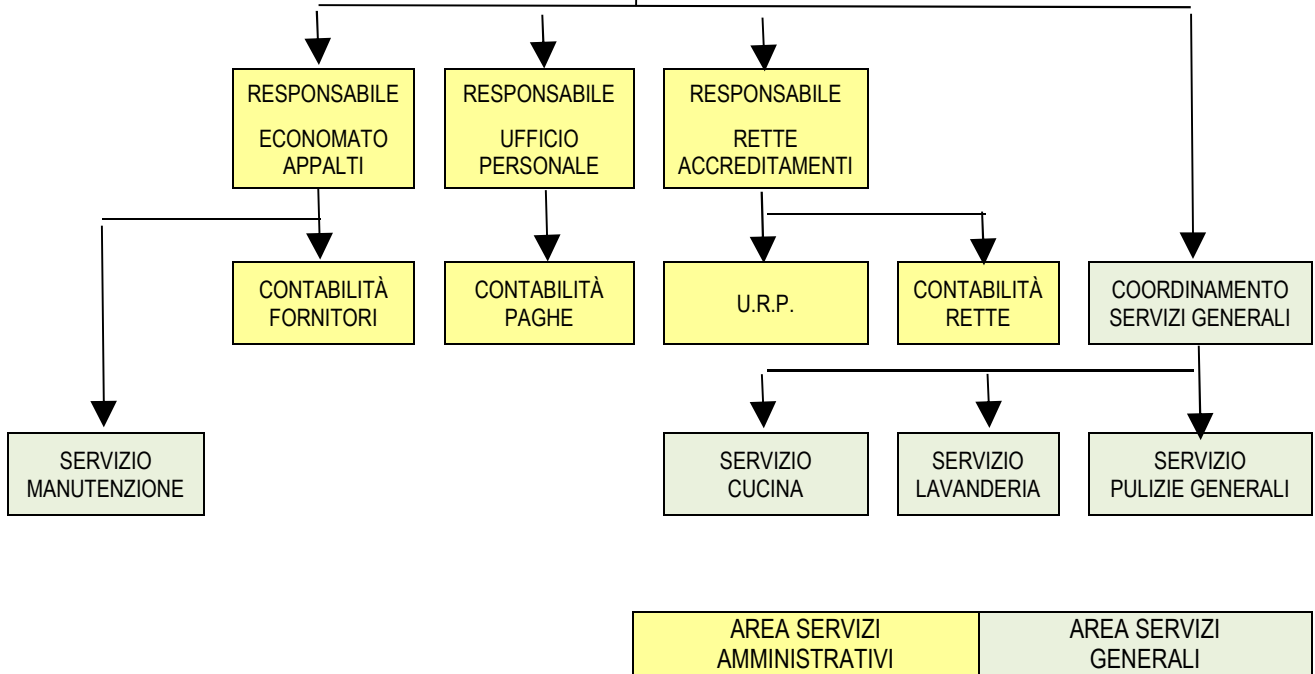 RESPONSABILE
ECONOMATO
APPALTI
RESPONSABILE
UFFICIO
PERSONALE
RESPONSABILE
RETTE
ACCREDITAMENTI
CONTABILITÀ
FORNITORI
CONTABILITÀ
PAGHE
U.R.P.
CONTABILITÀ
RETTE
COORDINAMENTO
SERVIZI GENERALI
SERVIZIO
MANUTENZIONE
SERVIZIO
CUCINA
SERVIZIO
LAVANDERIA
SERVIZIO
PULIZIE GENERALI
AREA SERVIZI
AMMINISTRATIVI
AREA SERVIZI
GENERALI